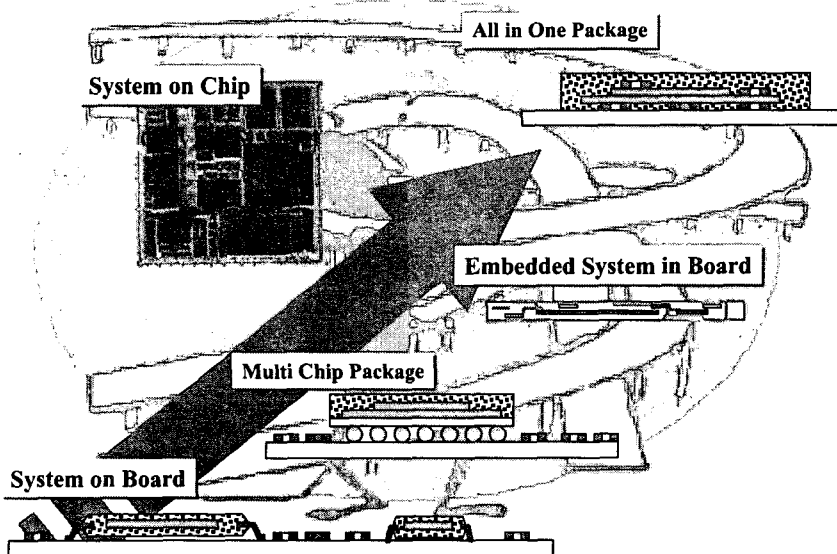 All in One Package
System on Chip
Embedded System in Board
Multi Chip Package
System on Board